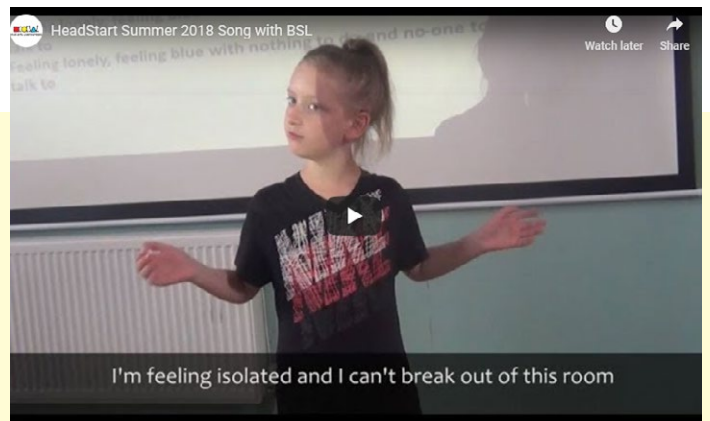 HeadStart Summer 2018 Song with BSL
Watch later
Share
Feeling lonely, feeling blue with nothing to do and no-one to
talk to
I'm feeling isolated and I can't break out of this room